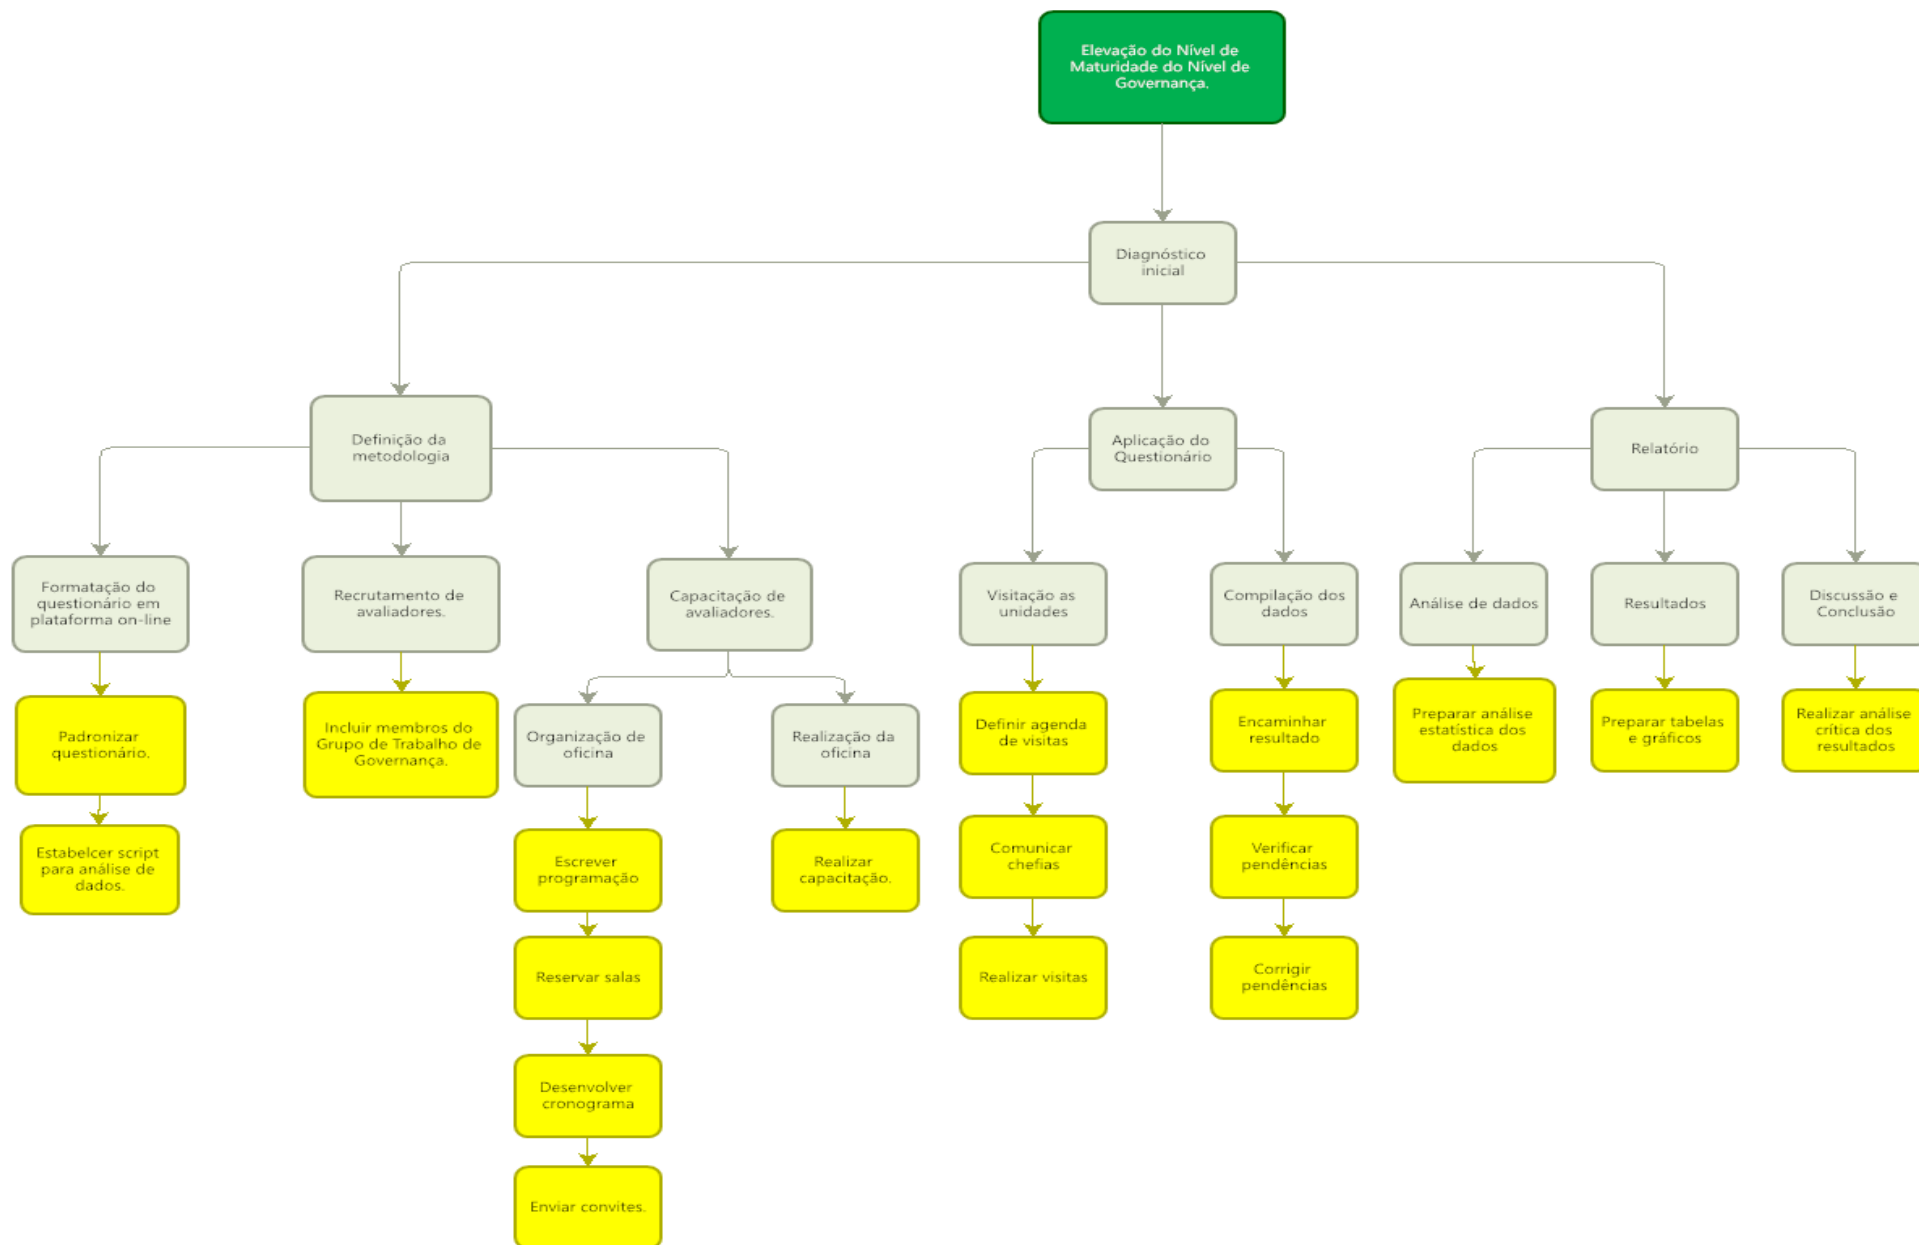 Elevação do Nível de
Maturidade do Nível de
Governança.
Diagnóstico
inicial
Definição da
metodologia
Aplicação do
Questionário
Relatório
Formatação do
questionário em
plataforma on-line
Recrutamento de
avaliadores.
Capacitação de
avaliadores.
Visitação as
unidades
Compilação dos
dados
Análise de dados
Resultados
Discussão e
Conclusão
Padronizar
questionário.
Incluir membros do
Grupo de Trabalho de
Governança.
Organização de
oficina
Realização da
oficina
Definir agenda
de visitas
Encaminhar
resultado
Preparar análise
estatística dos
dados
Preparar tabelas
e gráficos
Realizar análise
crítica dos
resultados
Estabelcer script
para análise de
dados.
Escrever
programação
Realizar
capacitação.
Comunicar
chefias
Verificar
pendências
Reservar salas
Realizar visitas
Corrigir
pendências
Desenvolver
cronograma
Enviar convites.